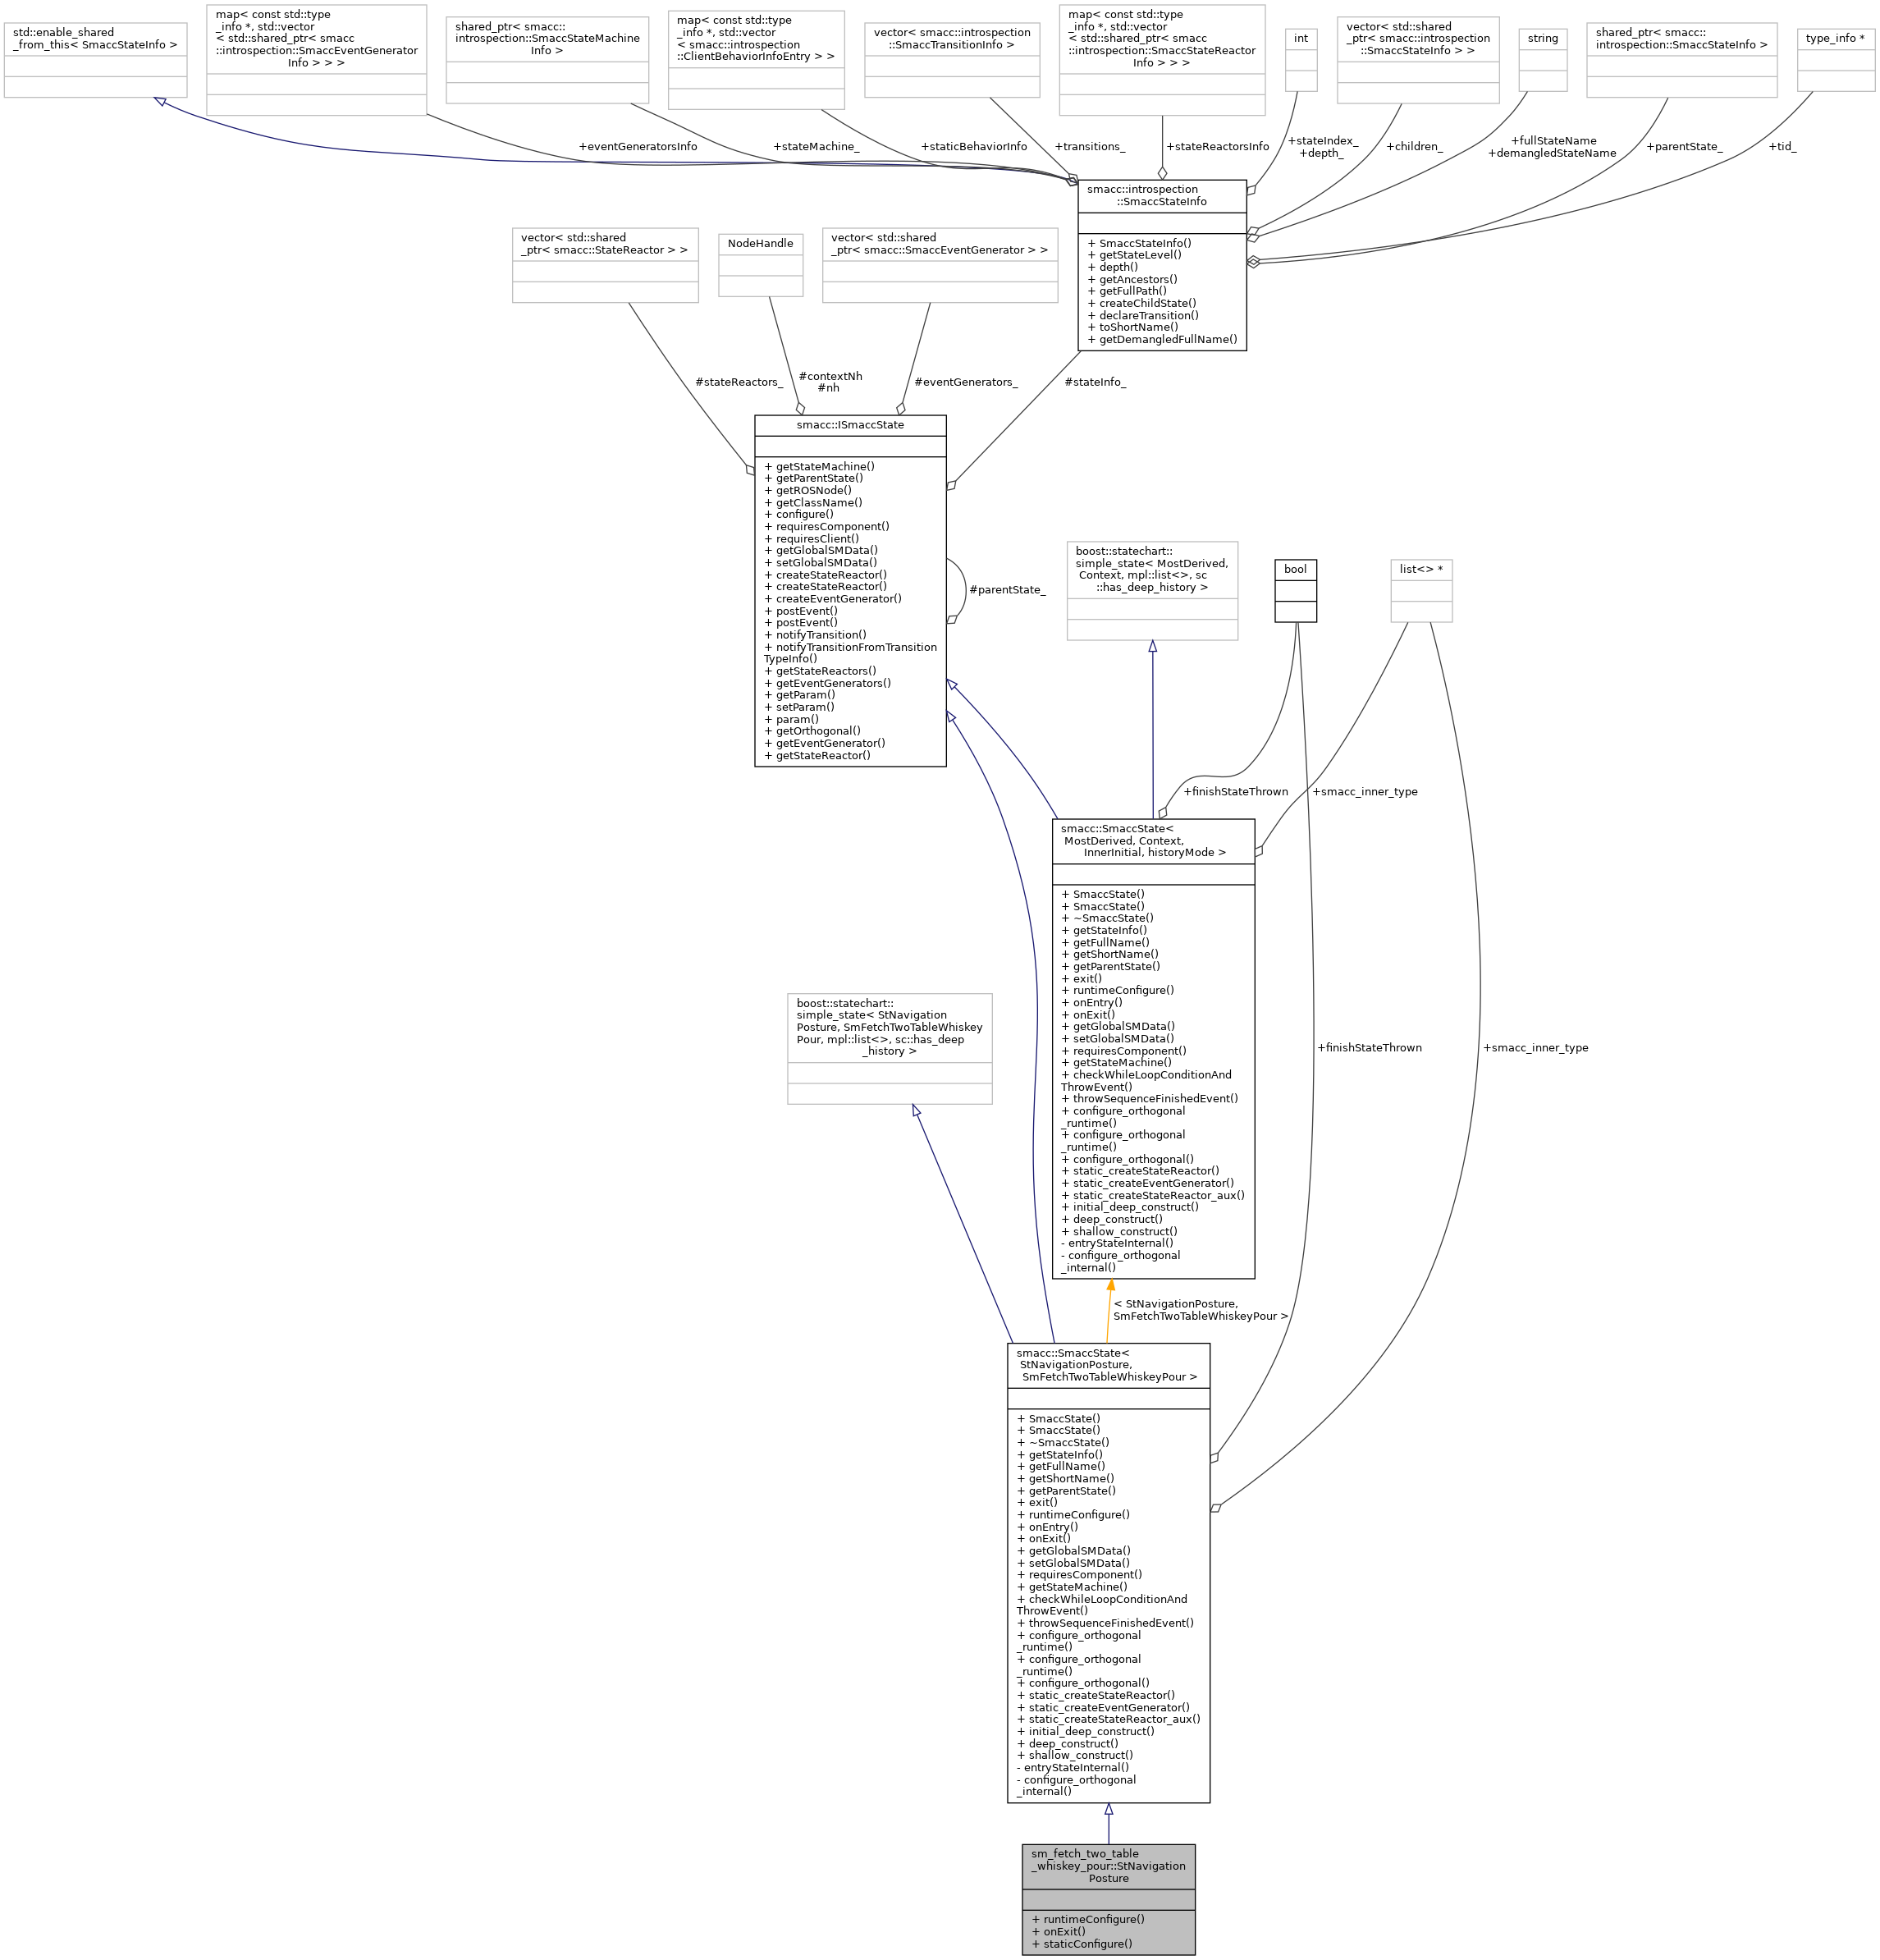 std::enable_shared
_from_this< SmaccStateInfo >
map< const std::type
_info *, std::vector
< std::shared_ptr< smacc
::introspection::SmaccEventGenerator
Info > > >
shared_ptr< smacc::
introspection::SmaccStateMachine
Info >
map< const std::type
_info *, std::vector
< smacc::introspection
::ClientBehaviorInfoEntry > >
vector< smacc::introspection
::SmaccTransitionInfo >
map< const std::type
_info *, std::vector
< std::shared_ptr< smacc
::introspection::SmaccStateReactor
Info > > >
int
vector< std::shared
_ptr< smacc::introspection
::SmaccStateInfo > >
string
shared_ptr< smacc::
introspection::SmaccStateInfo >
type_info *
+eventGeneratorsInfo
+stateMachine_
+staticBehaviorInfo
+transitions_
+stateReactorsInfo
+stateIndex_
+depth_
+children_
+fullStateName
+demangledStateName
+parentState_
+tid_
smacc::introspection
::SmaccStateInfo
+ SmaccStateInfo()
+ getStateLevel()
+ depth()
+ getAncestors()
+ getFullPath()
+ createChildState()
+ declareTransition()
+ toShortName()
+ getDemangledFullName()
vector< std::shared
_ptr< smacc::StateReactor > >
NodeHandle
vector< std::shared
_ptr< smacc::SmaccEventGenerator > >
#stateReactors_
#contextNh
#nh
#eventGenerators_
#stateInfo_
smacc::ISmaccState
+ getStateMachine()
+ getParentState()
+ getROSNode()
+ getClassName()
+ configure()
+ requiresComponent()
+ requiresClient()
+ getGlobalSMData()
+ setGlobalSMData()
+ createStateReactor()
+ createStateReactor()
+ createEventGenerator()
+ postEvent()
+ postEvent()
+ notifyTransition()
+ notifyTransitionFromTransition
TypeInfo()
+ getStateReactors()
+ getEventGenerators()
+ getParam()
+ setParam()
+ param()
+ getOrthogonal()
+ getEventGenerator()
+ getStateReactor()
#parentState_
boost::statechart::
simple_state< MostDerived,
Context, mpl::list<>, sc
::has_deep_history >
bool
list<> *
+finishStateThrown
+smacc_inner_type
smacc::SmaccState<
MostDerived, Context,
InnerInitial, historyMode >
+ SmaccState()
+ SmaccState()
+ ~SmaccState()
+ getStateInfo()
+ getFullName()
+ getShortName()
+ getParentState()
+ exit()
+ runtimeConfigure()
+ onEntry()
+ onExit()
+ getGlobalSMData()
+ setGlobalSMData()
+ requiresComponent()
+ getStateMachine()
+ checkWhileLoopConditionAnd
ThrowEvent()
+ throwSequenceFinishedEvent()
+ configure_orthogonal
_runtime()
+ configure_orthogonal
_runtime()
+ configure_orthogonal()
+ static_createStateReactor()
+ static_createEventGenerator()
+ static_createStateReactor_aux()
+ initial_deep_construct()
+ deep_construct()
+ shallow_construct()
- entryStateInternal()
- configure_orthogonal
_internal()
boost::statechart::
simple_state< StNavigation
Posture, SmFetchTwoTableWhiskey
Pour, mpl::list<>, sc::has_deep
_history >
+finishStateThrown
+smacc_inner_type
< StNavigationPosture,
SmFetchTwoTableWhiskeyPour >
smacc::SmaccState<
StNavigationPosture,
SmFetchTwoTableWhiskeyPour >
+ SmaccState()
+ SmaccState()
+ ~SmaccState()
+ getStateInfo()
+ getFullName()
+ getShortName()
+ getParentState()
+ exit()
+ runtimeConfigure()
+ onEntry()
+ onExit()
+ getGlobalSMData()
+ setGlobalSMData()
+ requiresComponent()
+ getStateMachine()
+ checkWhileLoopConditionAnd
ThrowEvent()
+ throwSequenceFinishedEvent()
+ configure_orthogonal
_runtime()
+ configure_orthogonal
_runtime()
+ configure_orthogonal()
+ static_createStateReactor()
+ static_createEventGenerator()
+ static_createStateReactor_aux()
+ initial_deep_construct()
+ deep_construct()
+ shallow_construct()
- entryStateInternal()
- configure_orthogonal
_internal()
sm_fetch_two_table
_whiskey_pour::StNavigation
Posture
+ runtimeConfigure()
+ onExit()
+ staticConfigure()